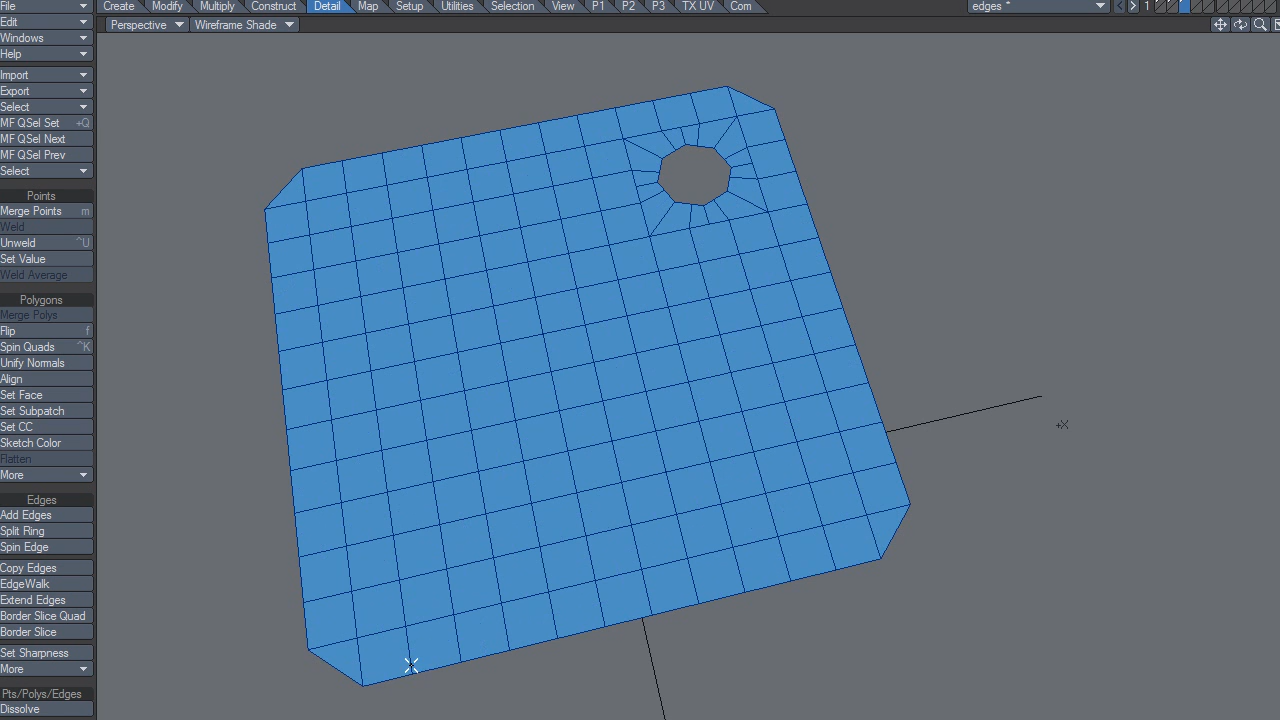 File Create Modify Multiply Construct Detail Map Setup Utilities Selection View P1 P2 P3 TX UV Com edges * < > 1
Edit Perspective Wireframe Shade
Windows
Help
Import
Export
Select
MF QSel Set +Q
MF QSel Next
MF QSel Prev
Select
Points
Merge Points m
Weld
Unweld ^U
Set Value
Weld Average
Polygons
Merge Polys
Flip f
Spin Quads ^K
Unify Normals
Align
Set Face
Set Subpatch
Set CC
Sketch Color
Flatten
More
Edges
Add Edges
Split Ring
Spin Edge
Copy Edges
EdgeWalk
Extend Edges
Border Slice Quad
Border Slice
Set Sharpness
More
Pts/Polys/Edges
Dissolve
+X